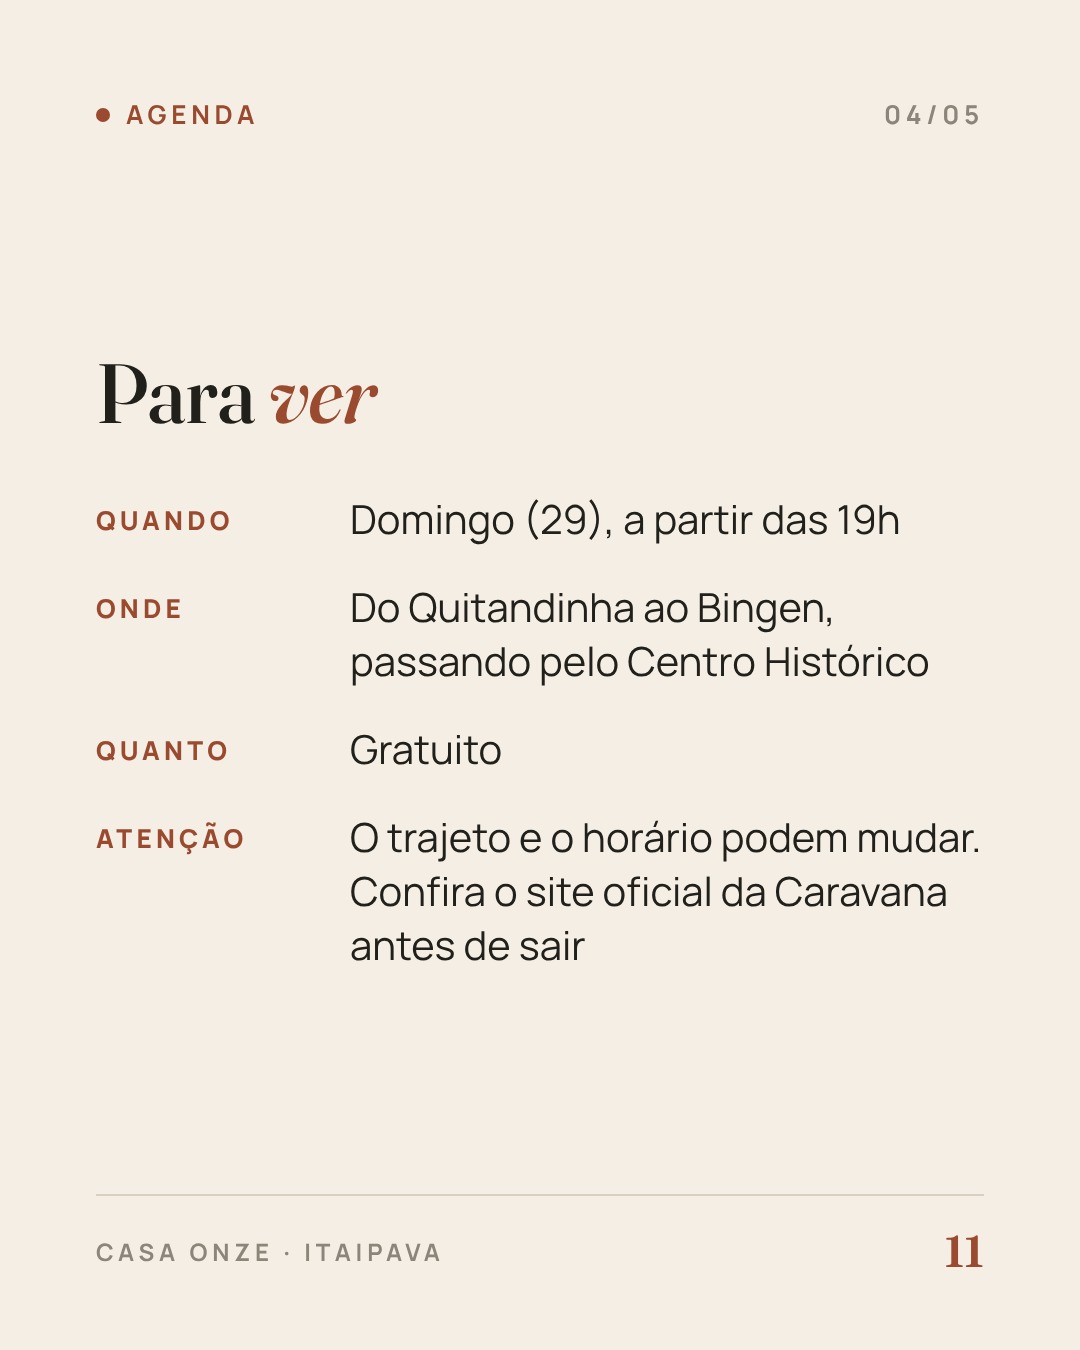 AGENDA
04/05
Para ver
QUANDO
Domingo (29), a partir das 19h
ONDE
Do Quitandinha ao Bingen,
passando pelo Centro Histórico
QUANTO
Gratuito
ATENÇÃO
O trajeto e o horário podem mudar.
Confira o site oficial da Caravana
antes de sair
CASA ONZE · ITAIPAVA
11